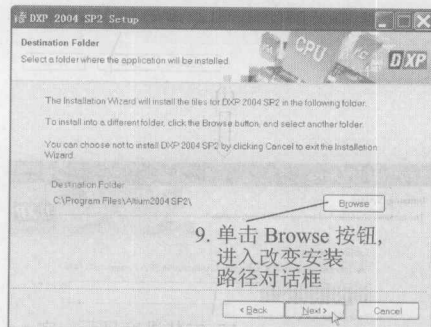 DXP 2004 SP2 Setup
Destination Folder
Select a folder where the application will be installed.
CPU
DXP
The Installation Wizard will install the files for DXP 2004 SP2 in the following folder.
To install into a different folder, click the Browse button, and select another folder.
You can choose not to install DXP 2004 SP2 by clicking Cancel to exit the Installation
Wizard.
Destination Folder
C:\Program Files\Altium2004 SP2\
Browse
9. 单击 Browse 按钮,
进入改变安装
路径对话框
< Back
Next >
Cancel